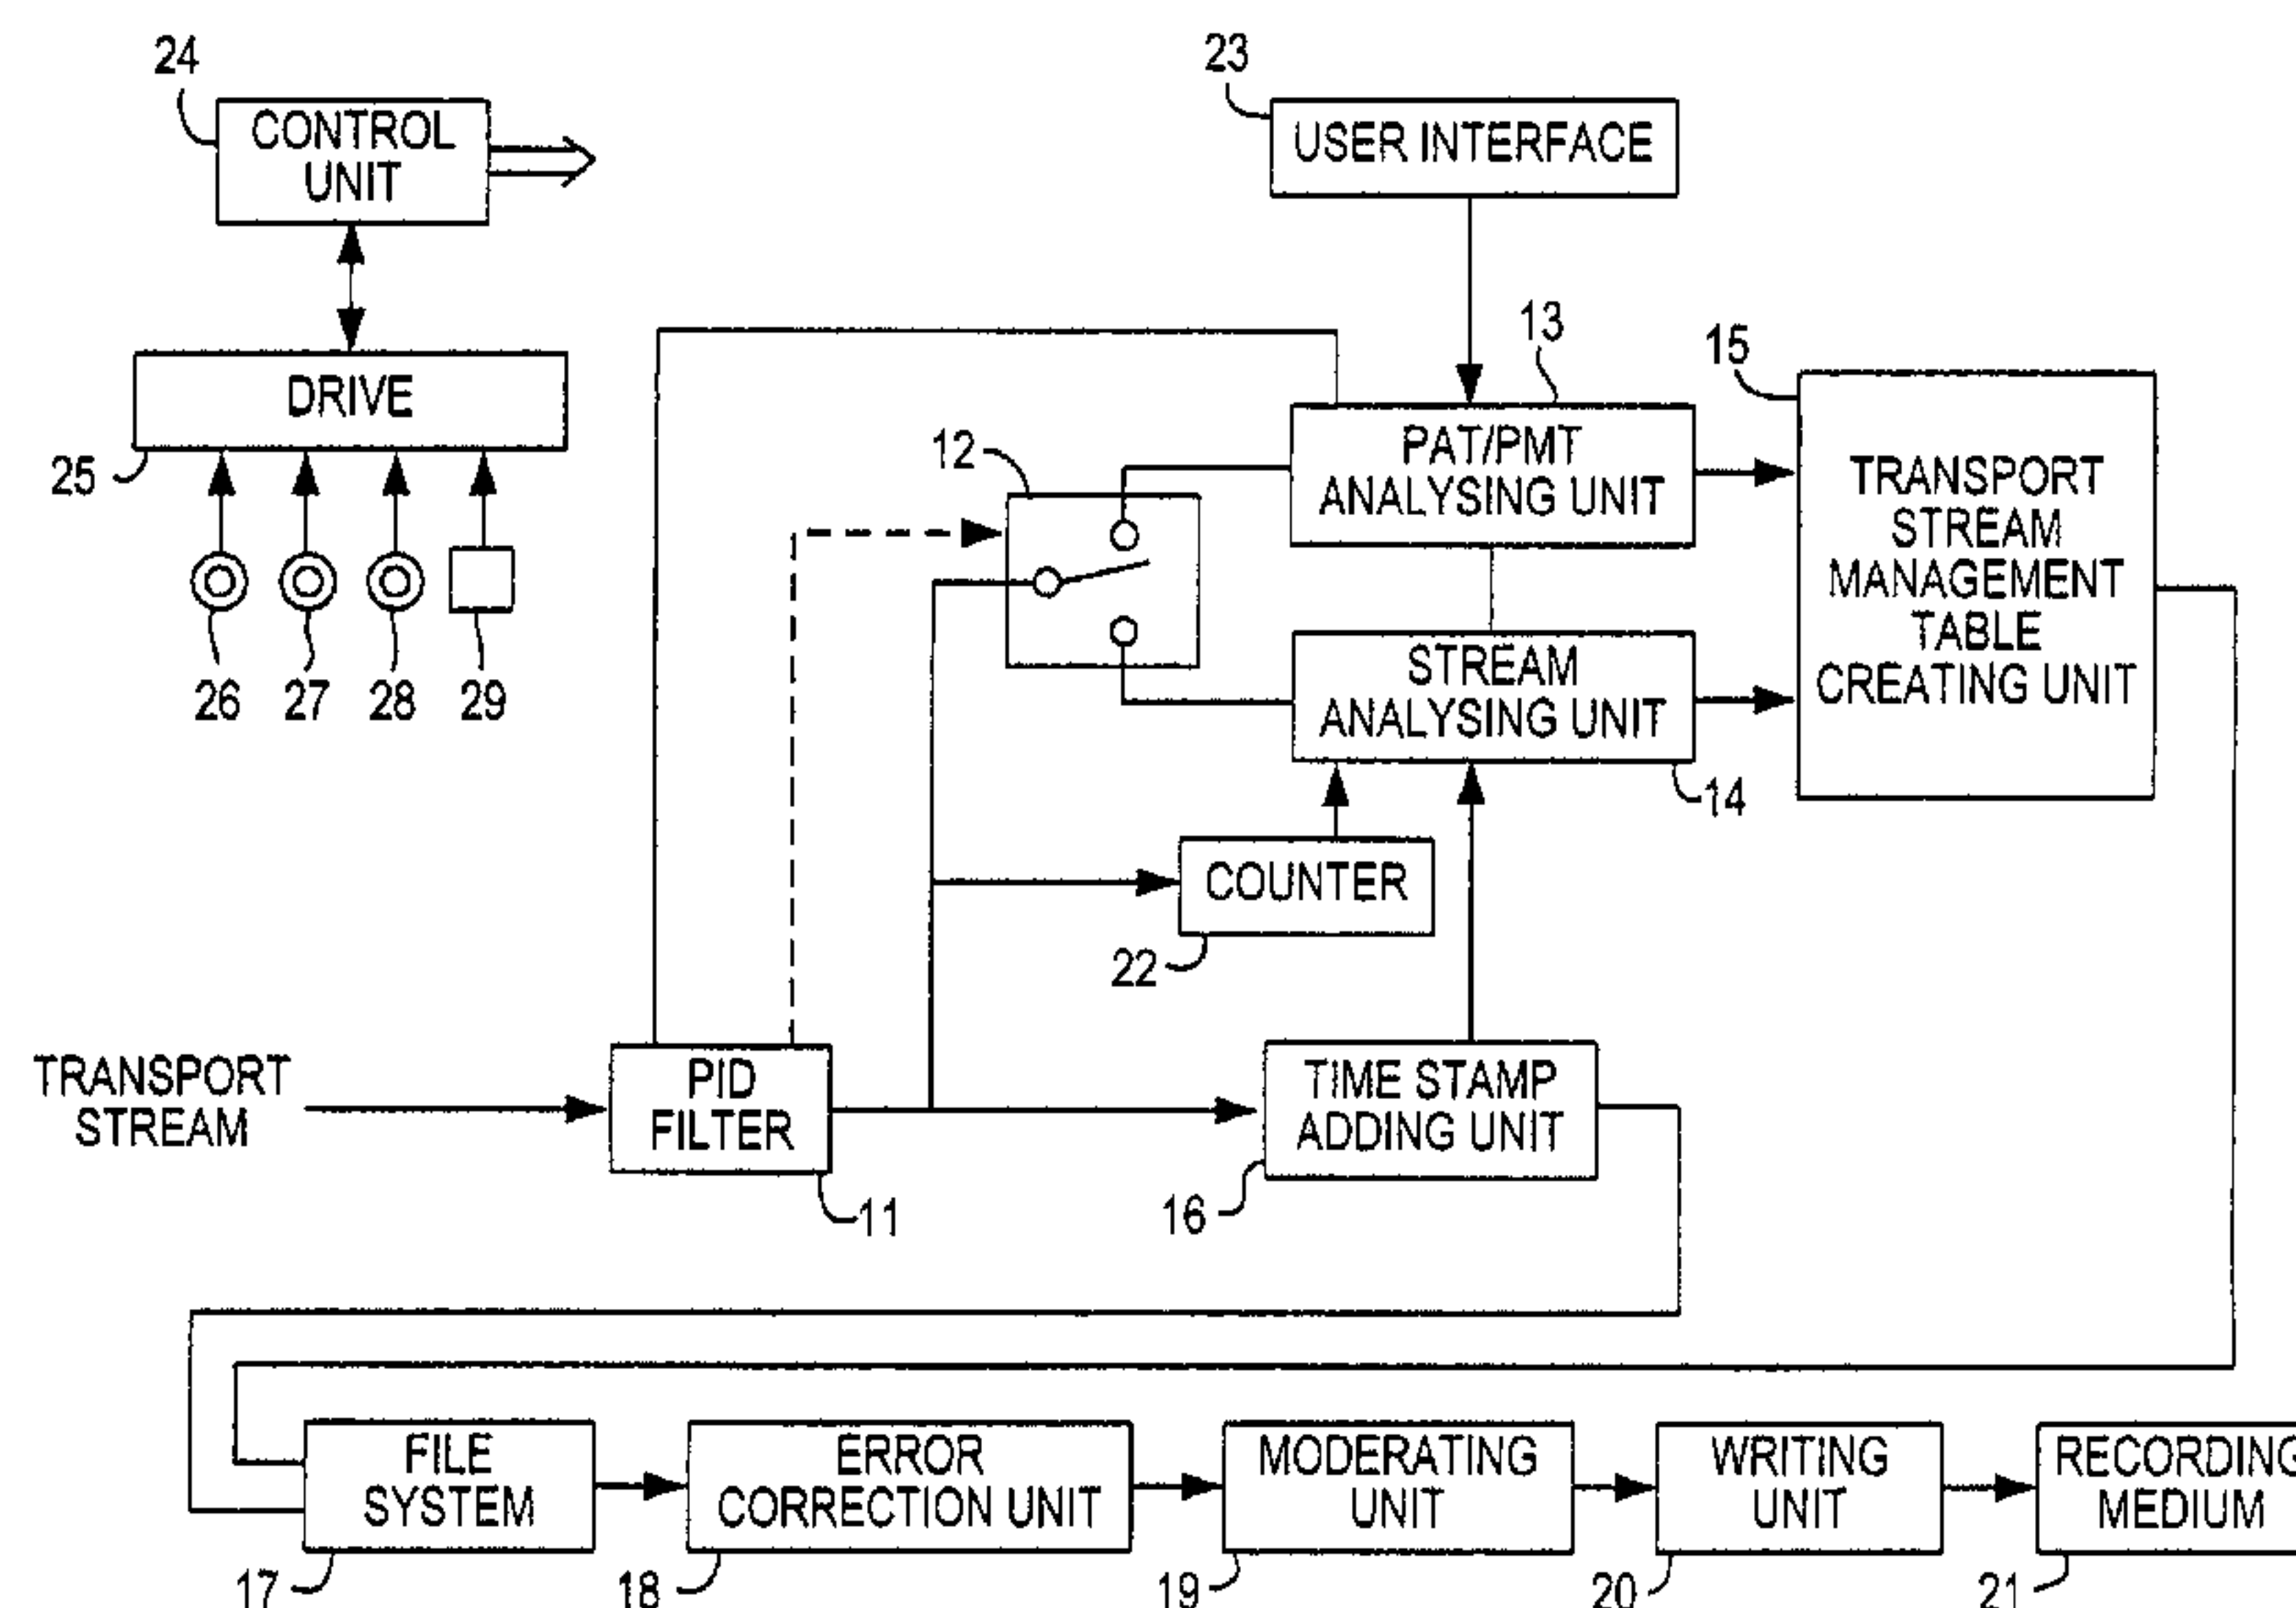 24
CONTROL
UNIT
23
USER INTERFACE
DRIVE
25
26
27
28
29
12
13
PAT/PMT
ANALYSING UNIT
15
TRANSPORT
STREAM
MANAGEMENT
TABLE
CREATING UNIT
STREAM
ANALYSING UNIT
14
COUNTER
22
TRANSPORT
STREAM
PID
FILTER
11
TIME STAMP
ADDING UNIT
16
FILE
SYSTEM
17
ERROR
CORRECTION UNIT
18
MODERATING
UNIT
19
WRITING
UNIT
20
RECORDING
MEDIUM
21